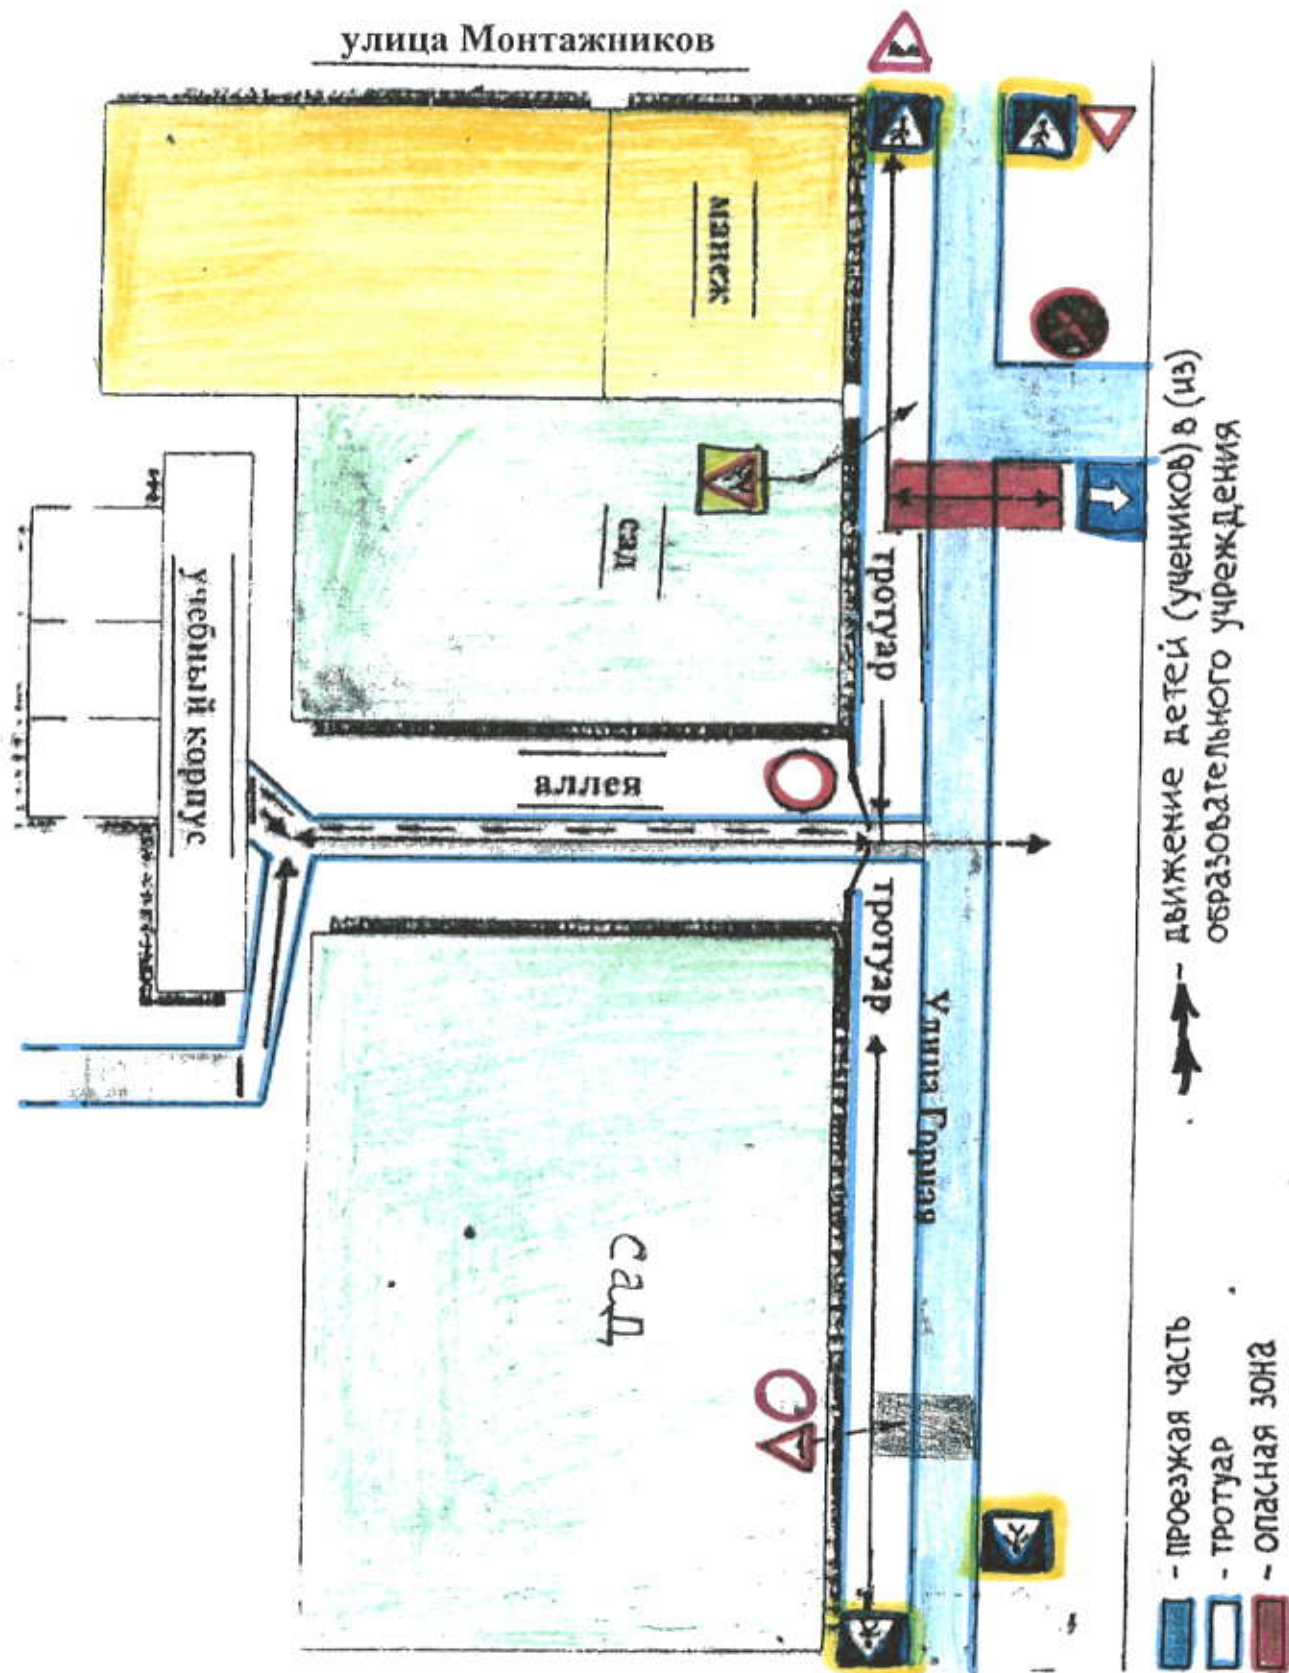 улица Монтажников
манеж
сад
учебный корпус
аллея
тротуар
тротуар
Улица Горная
сад
- движение детей (учеников) в (из)
образовательного учреждения
- проезжая часть
- тротуар
- опасная зона